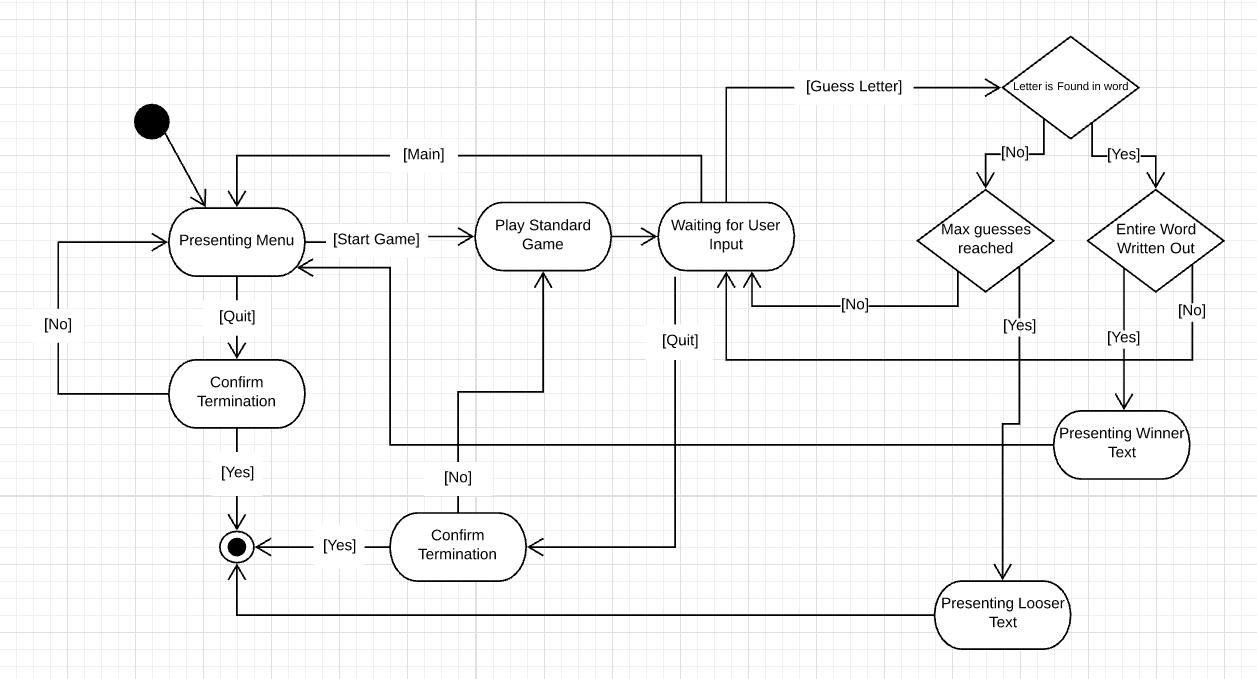 [Guess Letter]
Letter is Found in word
[Main]
[No]
[Yes]
Presenting Menu
[Start Game]
Play Standard
Game
Waiting for User
Input
Max guesses
reached
Entire Word
Written Out
[No]
[Quit]
[No]
[Quit]
[Yes]
[Yes]
[No]
Confirm
Termination
Presenting Winner
Text
[Yes]
[No]
[Yes]
Confirm
Termination
Presenting Looser
Text